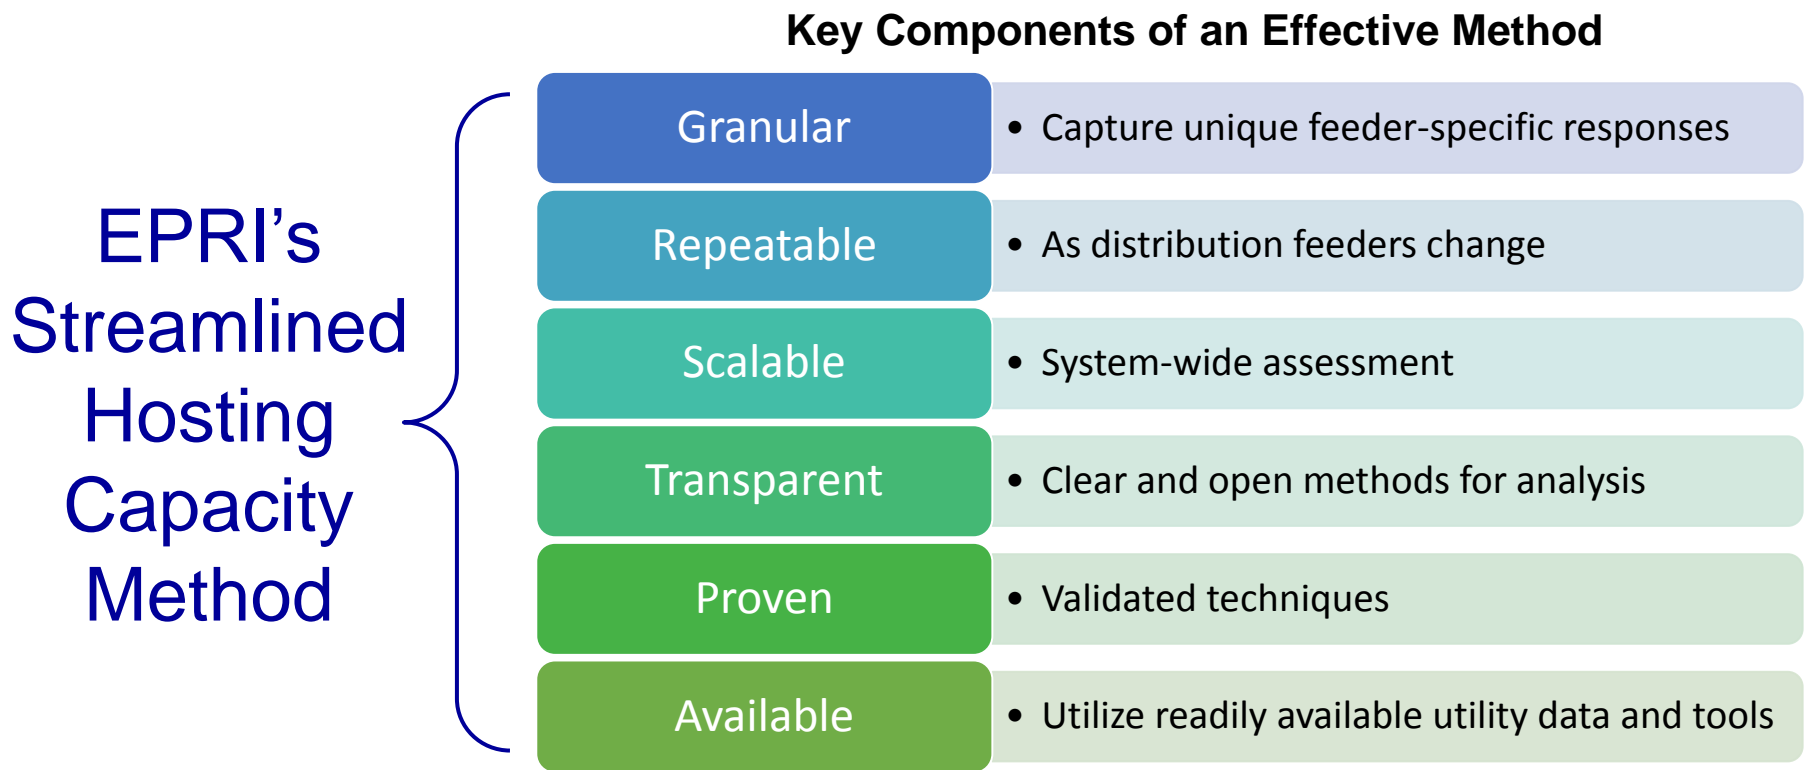 Key Components of an Effective Method
EPRI’s
Streamlined
Hosting
Capacity
Method
Granular
• Capture unique feeder-specific responses
Repeatable
• As distribution feeders change
Scalable
• System-wide assessment
Transparent
• Clear and open methods for analysis
Proven
• Validated techniques
Available
• Utilize readily available utility data and tools